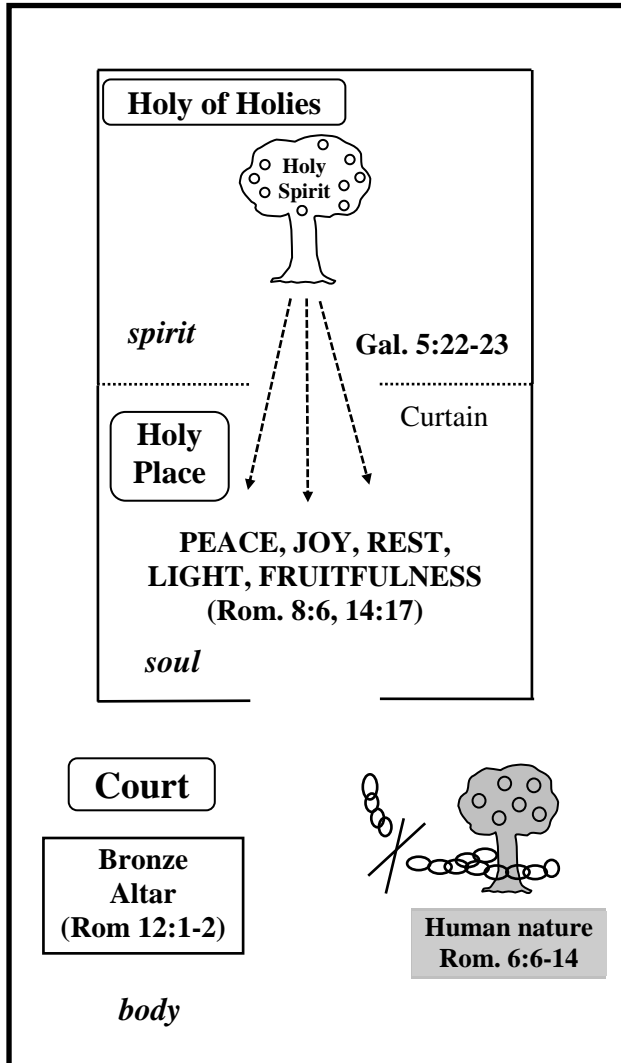 Holy of Holies
Holy
Spirit
spirit
Gal. 5:22-23
Curtain
Holy
Place
PEACE, JOY, REST,
LIGHT, FRUITFULNESS
(Rom. 8:6, 14:17)
soul
Court
Bronze
Altar
(Rom 12:1-2)
Human nature
Rom. 6:6-14
body